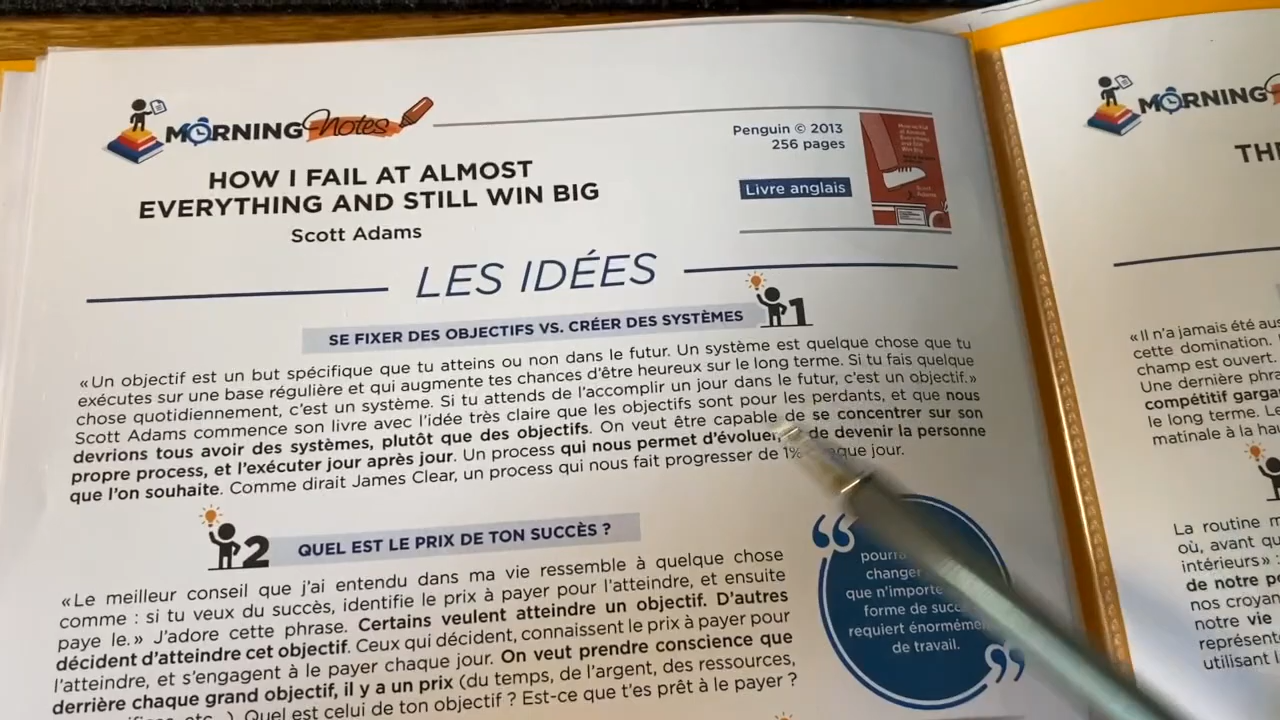 MORNING Notes
HOW I FAIL AT ALMOST
EVERYTHING AND STILL WIN BIG
Scott Adams
Penguin © 2013
256 pages
Livre anglais
LES IDÉES
SE FIXER DES OBJECTIFS VS. CRÉER DES SYSTÈMES
1
« Un objectif est un but spécifique que tu atteins ou non dans le futur. Un système est quelque chose que tu
exécutes sur une base régulière et qui augmente tes chances d'être heureux sur le long terme. Si tu fais quelque
chose quotidiennement, c'est un système. Si tu attends de l'accomplir un jour dans le futur, c'est un objectif.»
Scott Adams commence son livre avec l'idée très claire que les objectifs sont pour les perdants, et que nous
devrions tous avoir des systèmes, plutôt que des objectifs. On veut être capable de se concentrer sur son
propre process, et l'exécuter jour après jour. Un process qui nous permet d'évoluer, de devenir la personne
que l'on souhaite. Comme dirait James Clear, un process qui nous fait progresser de 1% chaque jour.
2
QUEL EST LE PRIX DE TON SUCCÈS ?
« Le meilleur conseil que j'ai entendu dans ma vie ressemble à quelque chose
comme : si tu veux du succès, identifie le prix à payer pour l'atteindre, et ensuite
paye le. » J'adore cette phrase. Certains veulent atteindre un objectif. D'autres
décident d'atteindre cet objectif. Ceux qui décident, connaissent le prix à payer pour
l'atteindre, et s'engagent à le payer chaque jour. On veut prendre conscience que
derrière chaque grand objectif, il y a un prix (du temps, de l'argent, des ressources,
etc. ) Quel est celui de ton objectif ? Est-ce que t'es prêt à le payer ?
changer
que n'importe
forme de
requiert énormément
de travail.
MORNING
« Il n'a jamais été
cette domination.
champ est ouvert.
Une dernière
compétitif
le long terme.
matinale à la
La routine
où, avant
intérieurs» :
de notre
nos
notre vie
utilisant